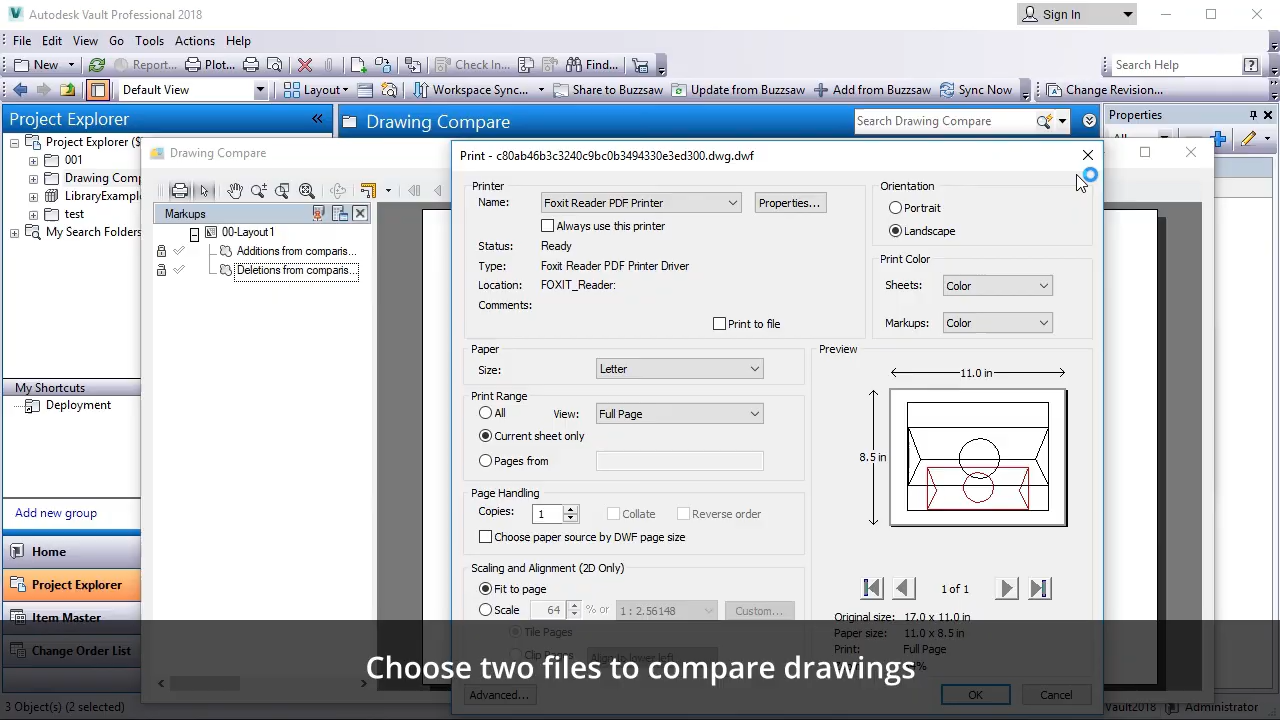 Autodesk Vault Professional 2018
Sign In
File Edit View Go Tools Actions Help
New Report... Plot... Check In... Find... Search Help
Default View Layout Workspace Sync... Share to Buzzsaw Update from Buzzsaw Add from Buzzsaw Sync Now Change Revision...
Project Explorer
Drawing Compare
Search Drawing Compare
Properties
All
Project Explorer ($
001
Drawing Comp
LibraryExample
test
My Search Folders
My Shortcuts
Deployment
Add new group
Home
Project Explorer
Item Master
Change Order List
3 Object(s) (2 selected)
Vault2018
Administrator
Drawing Compare
Markups
00-Layout1
Additions from comparis...
Deletions from comparis...
Print - c80ab46b3c3240c9bc0b3494330e3ed300.dwg.dwf
Printer
Name: Foxit Reader PDF Printer Properties...
Always use this printer
Status: Ready
Type: Foxit Reader PDF Printer Driver
Location: FOXIT_Reader:
Comments:
Print to file
Orientation
Portrait
Landscape
Print Color
Sheets: Color
Markups: Color
Paper
Size: Letter
Print Range
All View: Full Page
Current sheet only
Pages from
Page Handling
Copies: 1 Collate Reverse order
Choose paper source by DWF page size
Scaling and Alignment (2D Only)
Fit to page
Scale 64 % or 1 : 2.56148 Custom...
Tile Pages
Clip Pages Align to lower left
Preview
11.0 in
8.5 in
1 of 1
Original size: 17.0 x 11.0 in
Paper size: 11.0 x 8.5 in
Print: Full Page
Advanced... OK Cancel
Choose two files to compare drawings